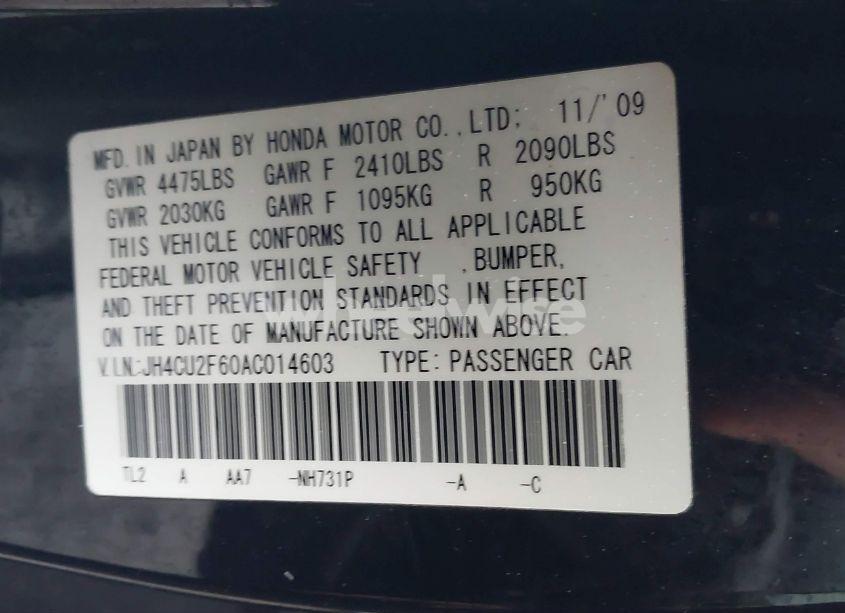 MFD. IN JAPAN BY HONDA MOTOR CO., LTD; 11/'09
GVWR 4475LBS GAWR F 2410LBS R 2090LBS
GVWR 2030KG GAWR F 1095KG R 950KG
THIS VEHICLE CONFORMS TO ALL APPLICABLE
FEDERAL MOTOR VEHICLE SAFETY , BUMPER,
AND THEFT PREVENTION STANDARDS IN EFFECT
wheelwise
ON THE DATE OF MANUFACTURE SHOWN ABOVE.
V.I.N.:JH4CU2F60AC014603 TYPE: PASSENGER CAR
TL2 A AA7 -NH731P -A -C